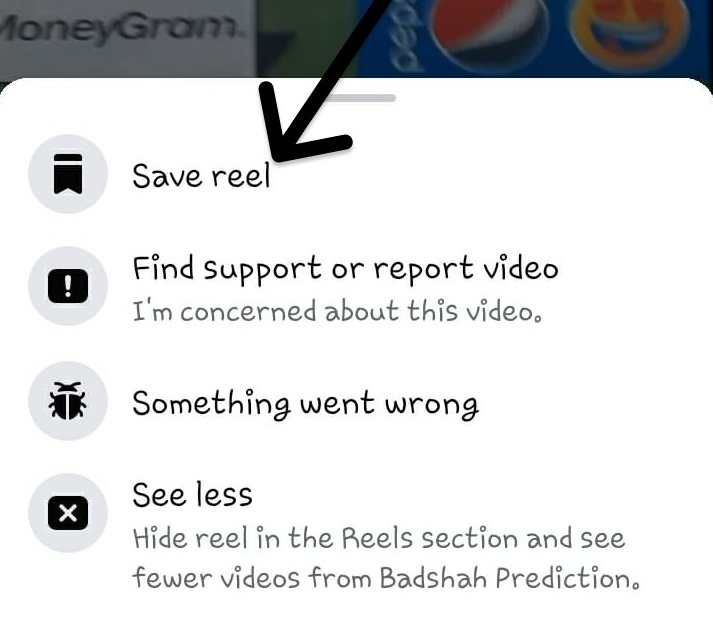 MoneyGram.
pepsi
Save reel
Find support or report video
I'm concerned about this video.
Something went wrong
See less
Hide reel in the Reels section and see
fewer videos from Badshah Prediction.